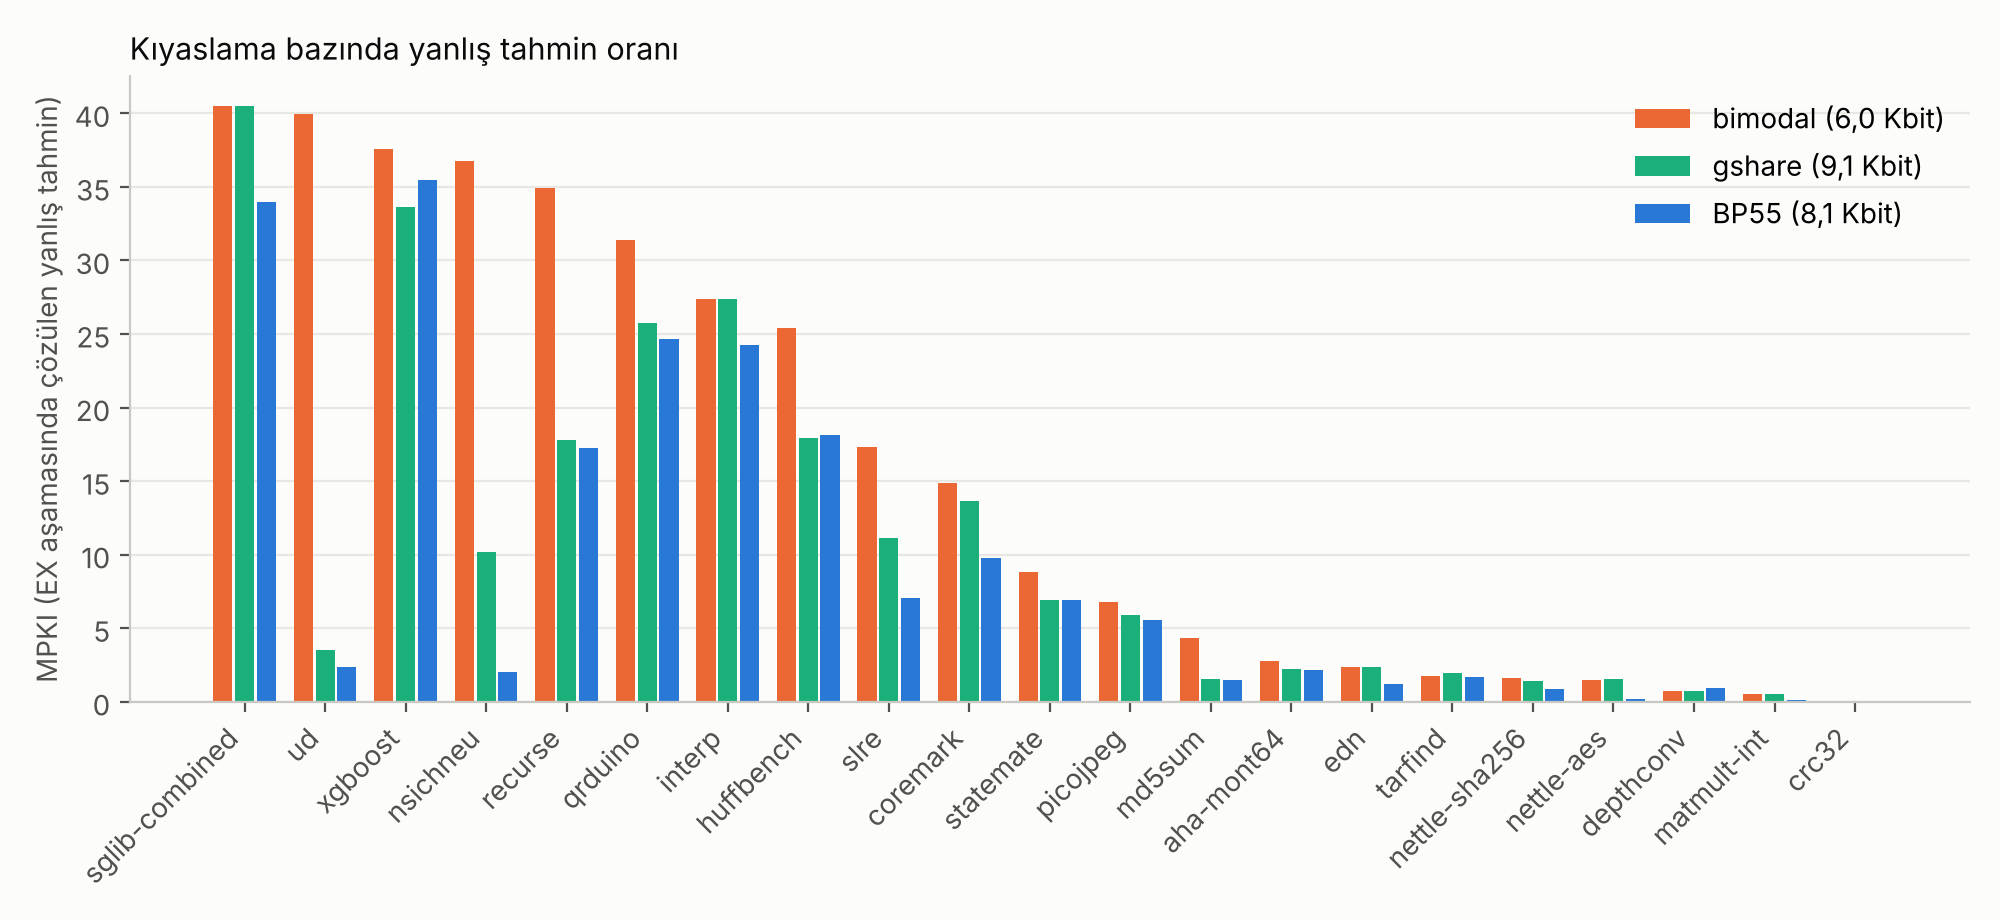 Kıyaslama bazında yanlış tahmin oranı
MPKI (EX aşamasında çözülen yanlış tahmin)
40
35
30
25
20
15
10
5
0
bimodal (6,0 Kbit)
gshare (9,1 Kbit)
BP55 (8,1 Kbit)
sglib-combined
ud
xgboost
nsichneu
recurse
qrduino
interp
huffbench
slre
coremark
statemate
picojpeg
md5sum
aha-mont64
edn
tarfind
nettle-sha256
nettle-aes
depthconv
matmult-int
crc32